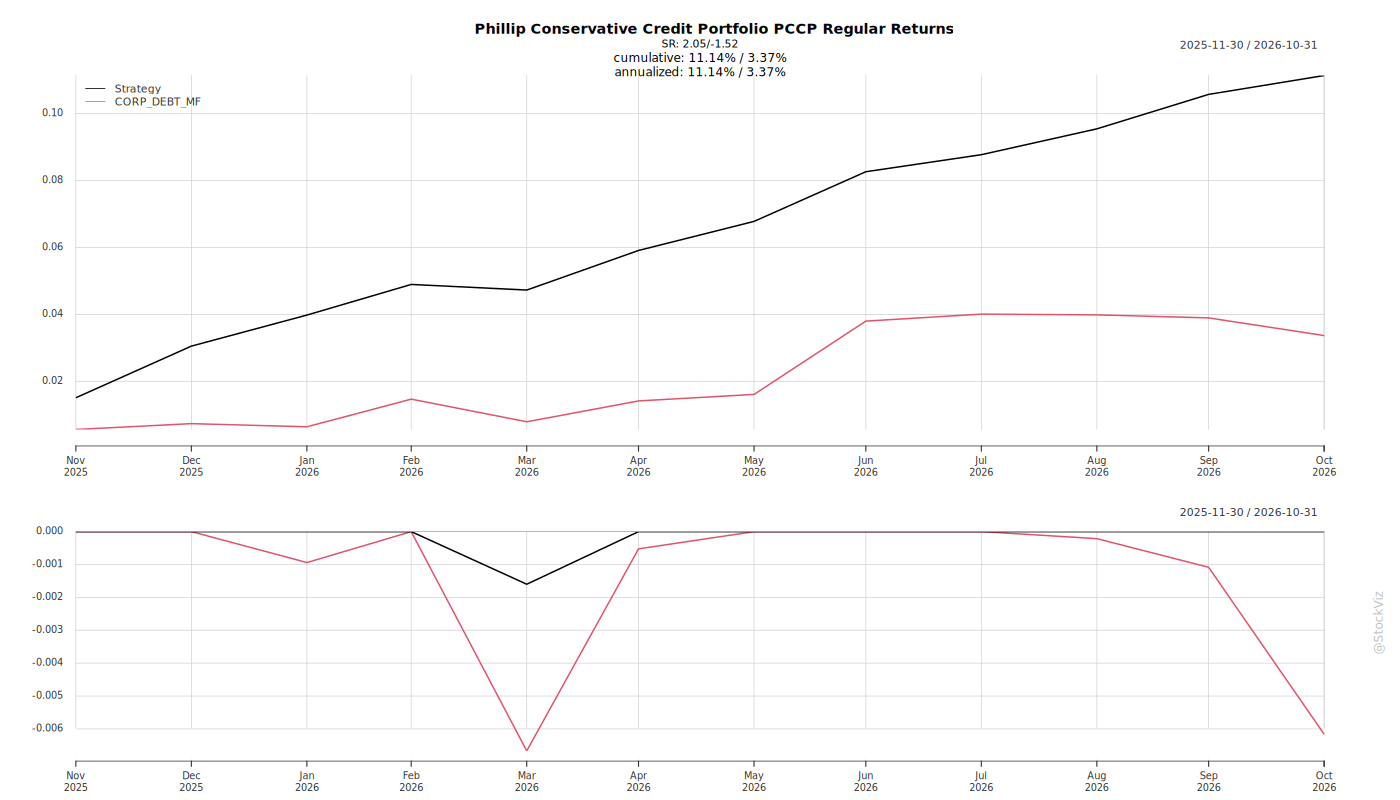 Phillip Conservative Credit Portfolio PCCP Regular Returns
SR: 2.05/-1.52
cumulative: 11.14% / 3.37%
annualized: 11.14% / 3.37%
2025-11-30 / 2026-10-31
Strategy
CORP_DEBT_MF
0.10
0.08
0.06
0.04
0.02
Nov Dec Jan Feb Mar Apr May Jun Jul Aug Sep Oct
2025 2025 2026 2026 2026 2026 2026 2026 2026 2026 2026 2026
2025-11-30 / 2026-10-31
0.000
-0.001
-0.002
-0.003
-0.004
-0.005
-0.006
Nov Dec Jan Feb Mar Apr May Jun Jul Aug Sep Oct
2025 2025 2026 2026 2026 2026 2026 2026 2026 2026 2026 2026
@StockViz